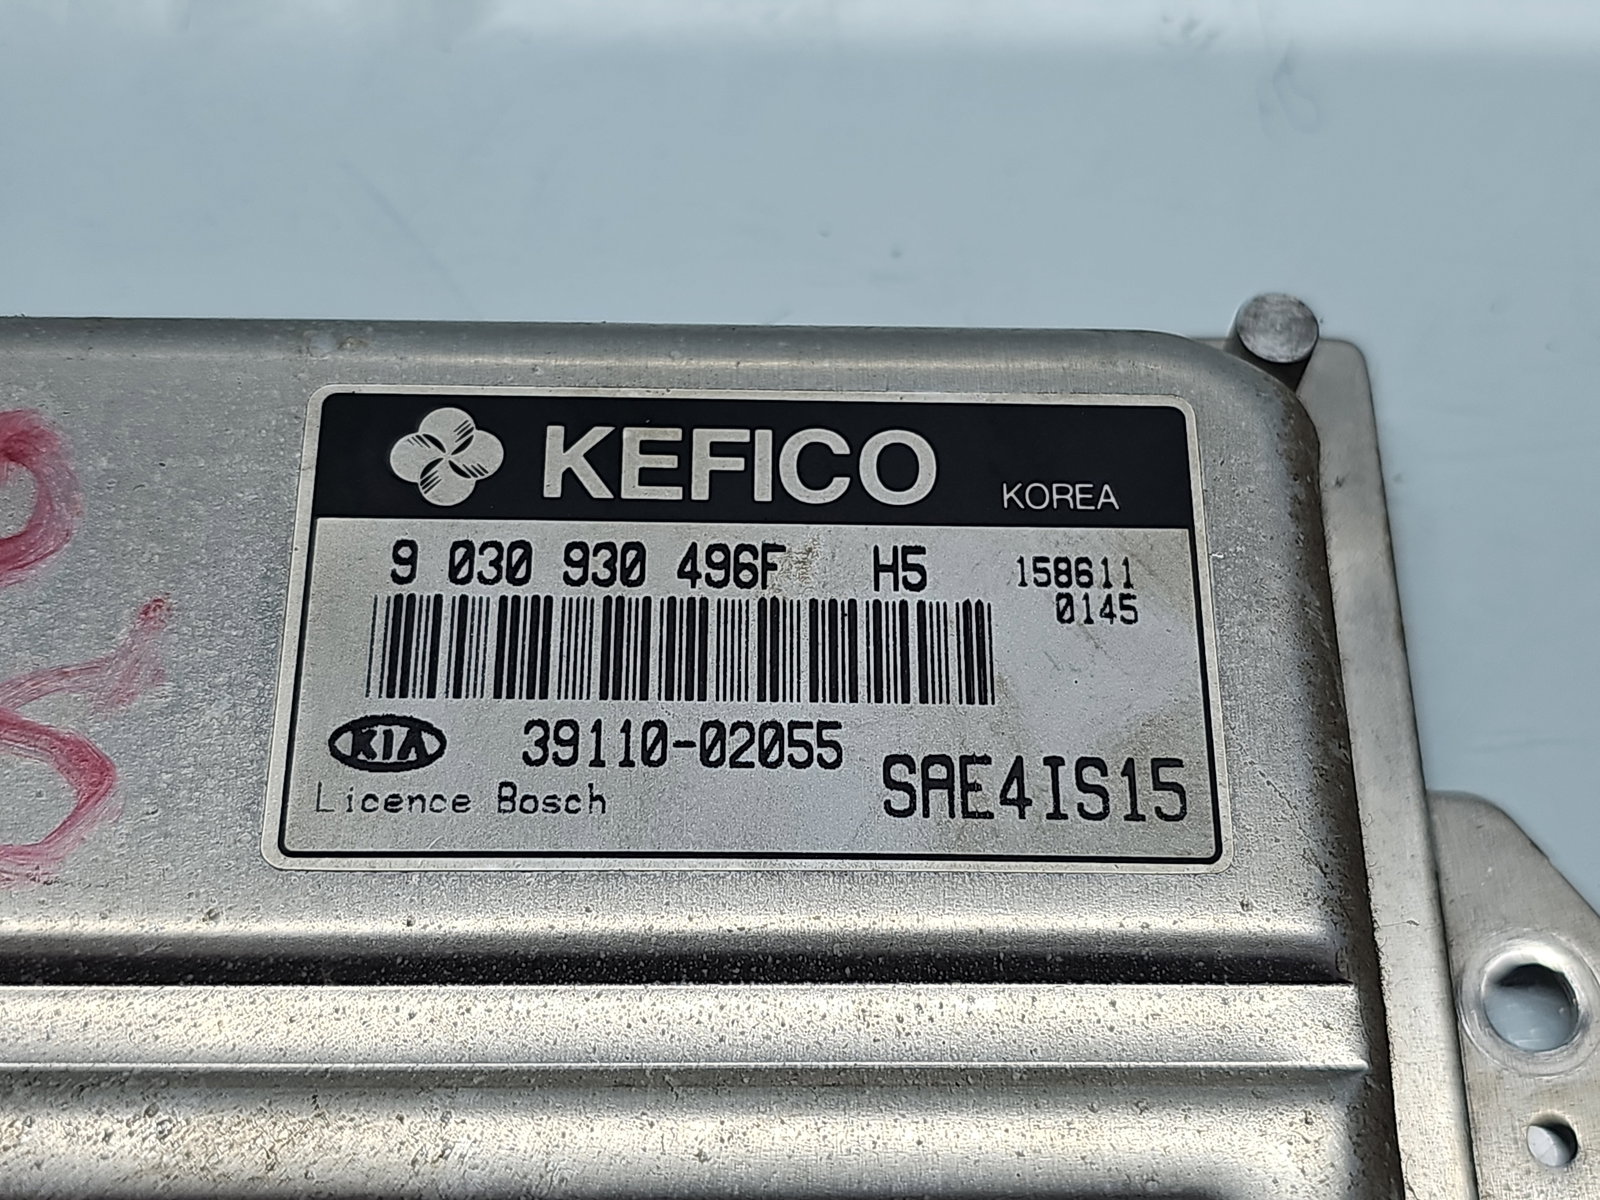 KEFICO KOREA
9 030 930 496F H5 158611
0145
KIA 39110-02055 SAE4IS15
Licence Bosch